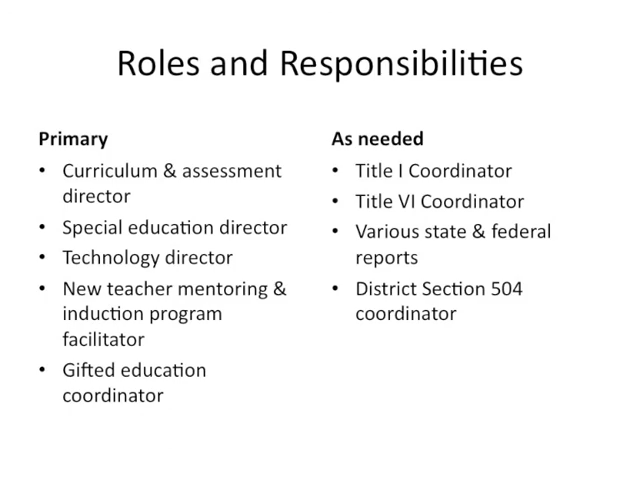 Roles and Responsibilities
Primary
• Curriculum & assessment
director
• Special education director
• Technology director
• New teacher mentoring &
induction program
facilitator
• Gifted education
coordinator
As needed
• Title I Coordinator
• Title VI Coordinator
• Various state & federal
reports
• District Section 504
coordinator